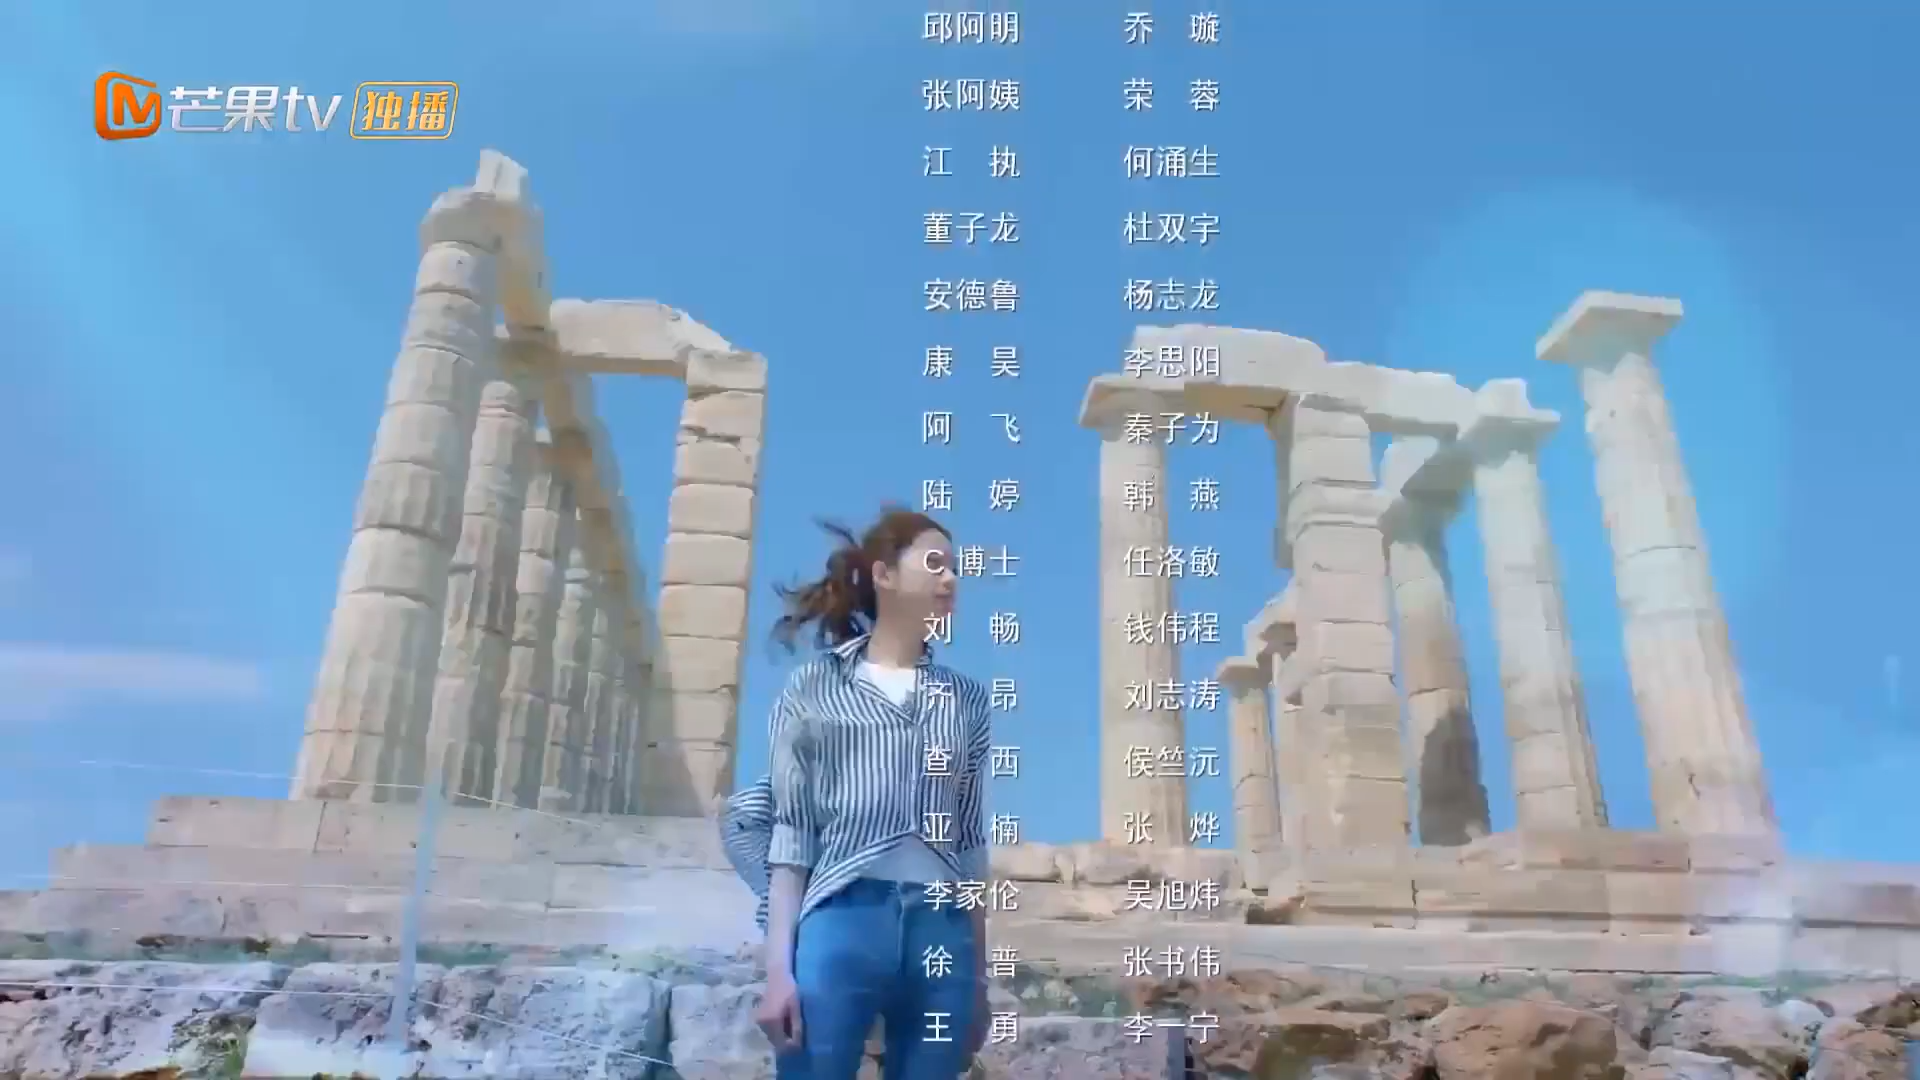 邱阿明 乔璇
芒果tv 独播
张阿姨 荣蓉
江执 何涌生
董子龙 杜双宇
安德鲁 杨志龙
康昊 李思阳
阿飞 秦子为
陆婷 韩燕
C博士 任洛敏
刘畅 钱伟程
齐昂 刘志涛
查西 侯竺沅
亚楠 张烨
李家伦 吴旭炜
徐普 张书伟
王勇 李一宁